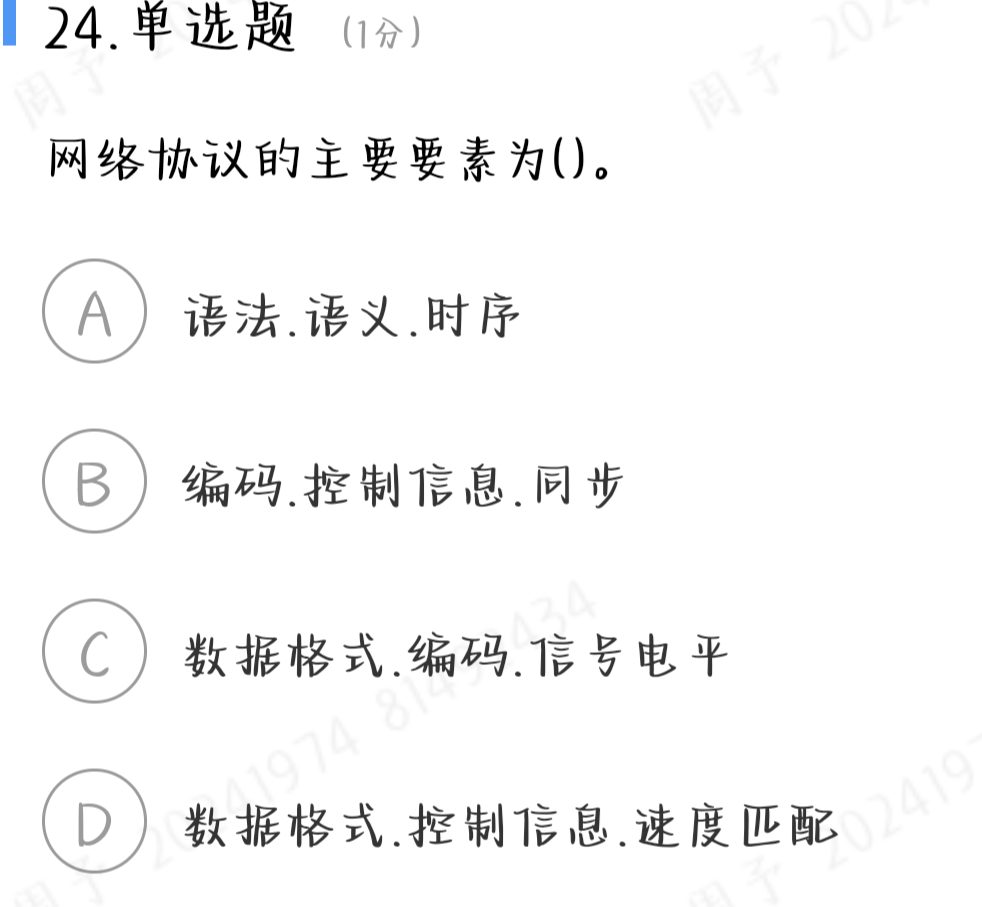 24.单选题 (1分)
网络协议的主要要素为()。
A 语法.语义.时序
B 编码.控制信息.同步
C 数据格式.编码.信号电平
D 数据格式.控制信息.速度匹配